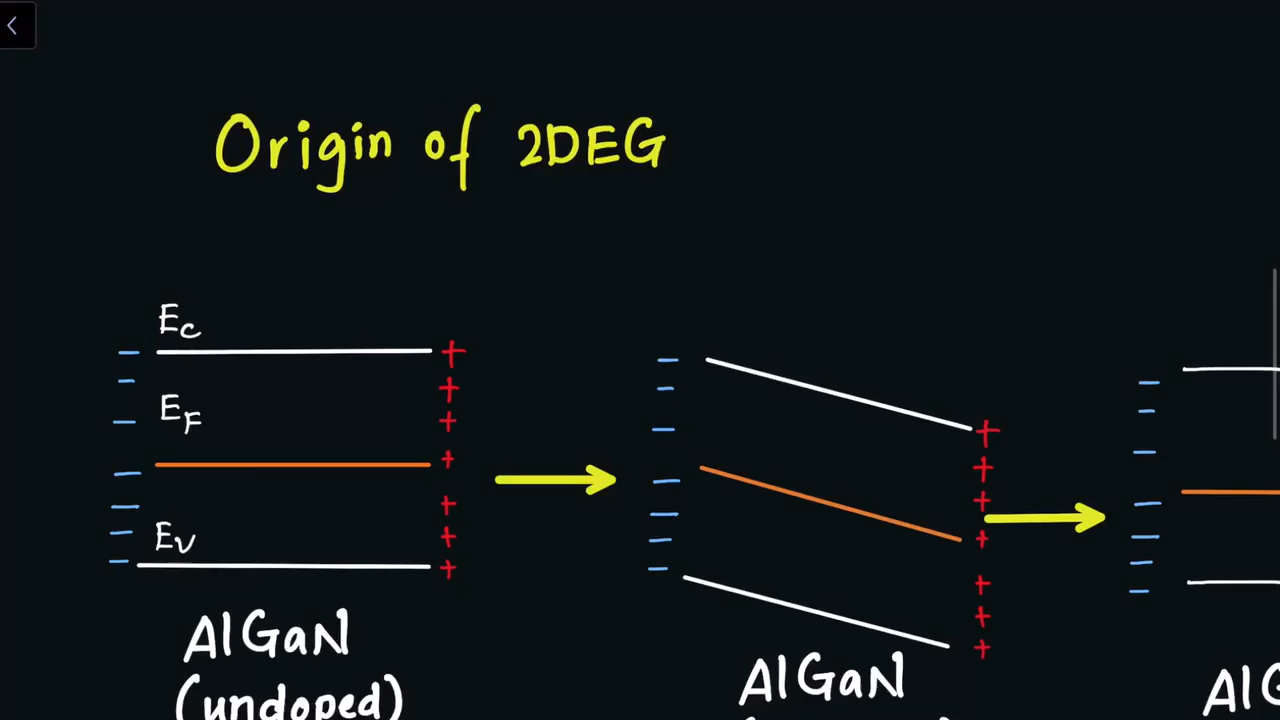 Origin of 2DEG
Ec
EF
Ev
AlGaN
(undoped)
AlGaN